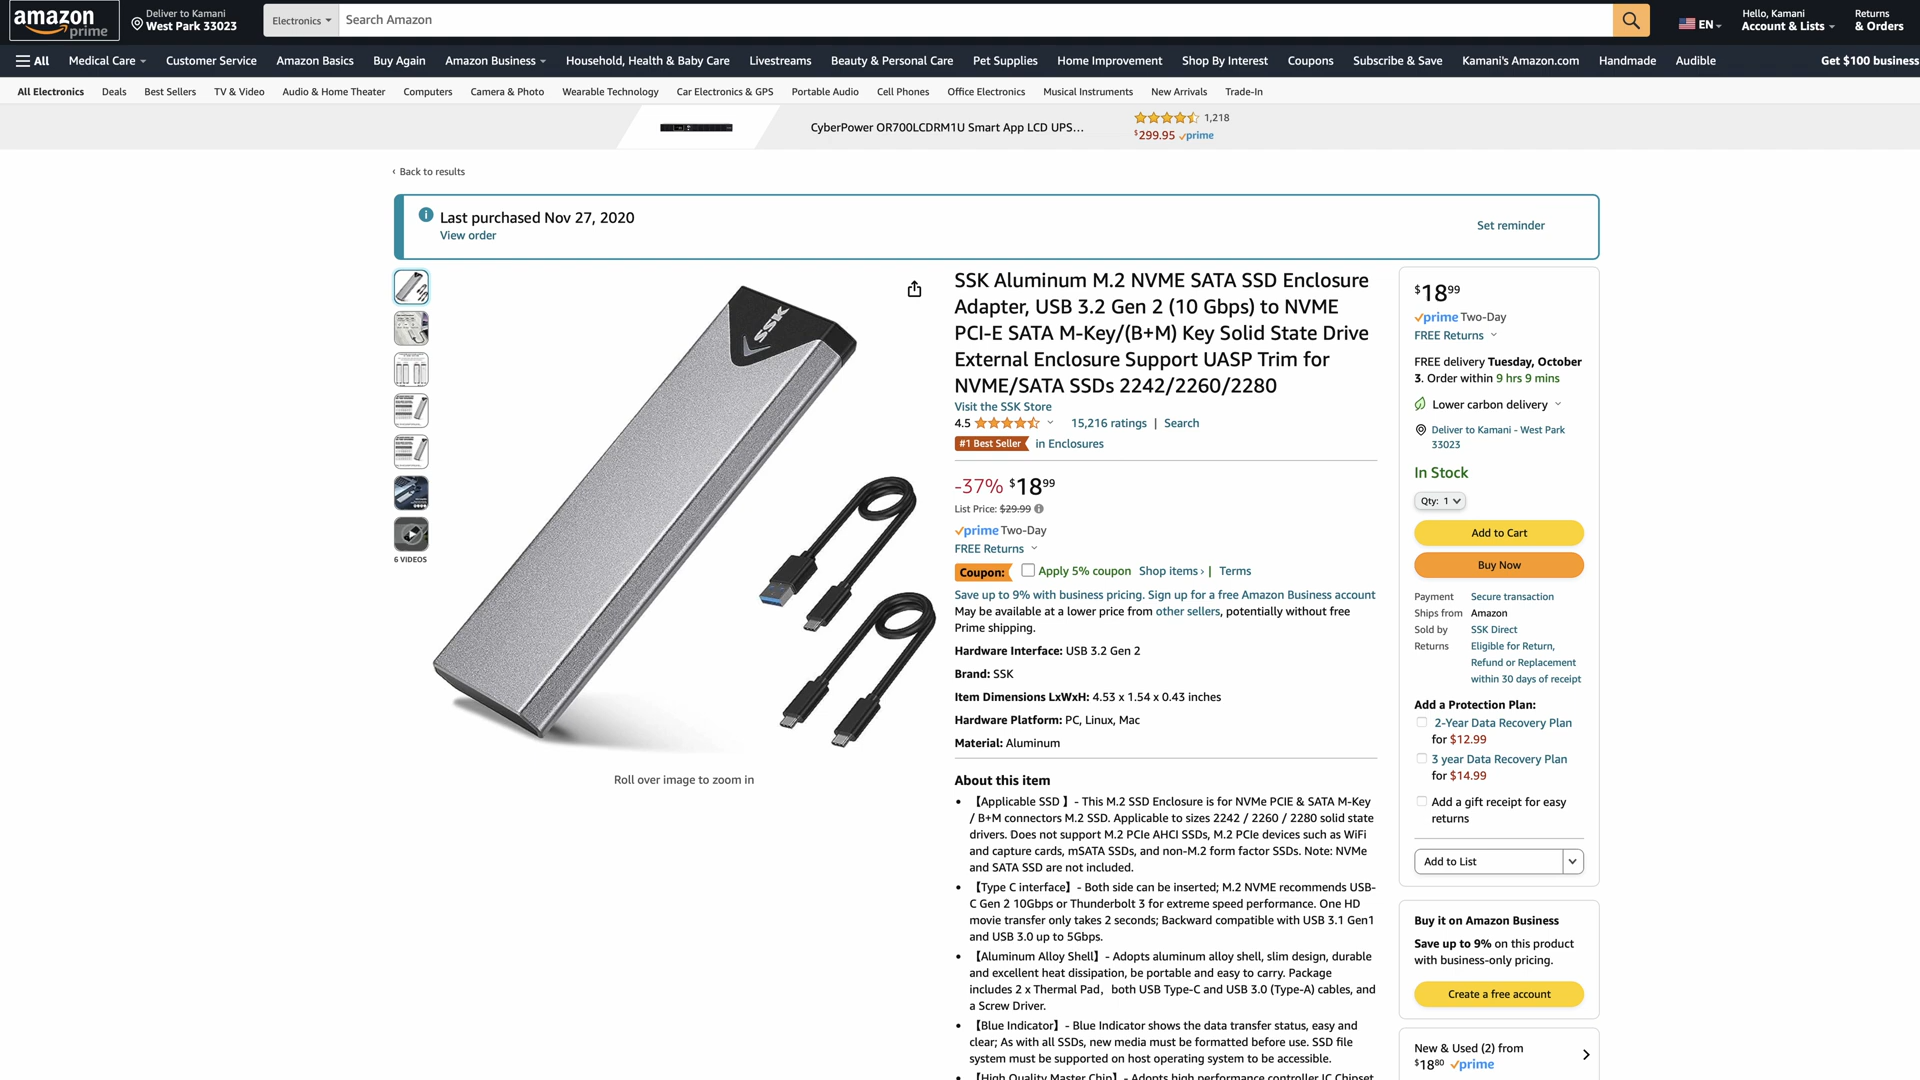 amazon
prime
Deliver to Kamani
West Park 33023
Electronics
Search Amazon
EN
Hello, Kamani
Account & Lists
Returns
& Orders
All
Medical Care
Customer Service
Amazon Basics
Buy Again
Amazon Business
Household, Health & Baby Care
Livestreams
Beauty & Personal Care
Pet Supplies
Home Improvement
Shop By Interest
Coupons
Subscribe & Save
Kamani's Amazon.com
Handmade
Audible
Get $100 business
All Electronics
Deals
Best Sellers
TV & Video
Audio & Home Theater
Computers
Camera & Photo
Wearable Technology
Car Electronics & GPS
Portable Audio
Cell Phones
Office Electronics
Musical Instruments
New Arrivals
Trade-In
CyberPower OR700LCDRM1U Smart App LCD UPS…
1,218
$299.95 prime
‹ Back to results
Last purchased Nov 27, 2020
View order
Set reminder
6 VIDEOS
SSK
Roll over image to zoom in
SSK Aluminum M.2 NVME SATA SSD Enclosure
Adapter, USB 3.2 Gen 2 (10 Gbps) to NVME
PCI-E SATA M-Key/(B+M) Key Solid State Drive
External Enclosure Support UASP Trim for
NVME/SATA SSDs 2242/2260/2280
Visit the SSK Store
4.5 15,216 ratings | Search
#1 Best Seller in Enclosures
-37% $18 99
List Price: $29.99
prime Two-Day
FREE Returns
Coupon: Apply 5% coupon Shop items › | Terms
Save up to 9% with business pricing. Sign up for a free Amazon Business account
May be available at a lower price from other sellers, potentially without free
Prime shipping.
Hardware Interface: USB 3.2 Gen 2
Brand: SSK
Item Dimensions LxWxH: 4.53 x 1.54 x 0.43 inches
Hardware Platform: PC, Linux, Mac
Material: Aluminum
About this item
• 【Applicable SSD 】- This M.2 SSD Enclosure is for NVMe PCIE & SATA M-Key
/ B+M connectors M.2 SSD. Applicable to sizes 2242 / 2260 / 2280 solid state
drivers. Does not support M.2 PCIe AHCI SSDs, M.2 PCIe devices such as WiFi
and capture cards, mSATA SSDs, and non-M.2 form factor SSDs. Note: NVMe
and SATA SSD are not included.
• 【Type C interface】- Both side can be inserted; M.2 NVME recommends USB-
C Gen 2 10Gbps or Thunderbolt 3 for extreme speed performance. One HD
movie transfer only takes 2 seconds; Backward compatible with USB 3.1 Gen1
and USB 3.0 up to 5Gbps.
• 【Aluminum Alloy Shell】- Adopts aluminum alloy shell, slim design, durable
and excellent heat dissipation, be portable and easy to carry. Package
includes 2 x Thermal Pad，both USB Type-C and USB 3.0 (Type-A) cables, and
a Screw Driver.
• 【Blue Indicator】- Blue Indicator shows the data transfer status, easy and
clear; As with all SSDs, new media must be formatted before use. SSD file
system must be supported on host operating system to be accessible.
• 【High Quality Master Chip】- Adopts high performance controller IC Chipset
$18 99
prime Two-Day
FREE Returns
FREE delivery Tuesday, October
3. Order within 9 hrs 9 mins
Lower carbon delivery
Deliver to Kamani - West Park
33023
In Stock
Qty: 1
Add to Cart
Buy Now
Payment Secure transaction
Ships from Amazon
Sold by SSK Direct
Returns Eligible for Return,
Refund or Replacement
within 30 days of receipt
Add a Protection Plan:
2-Year Data Recovery Plan
for $12.99
3 year Data Recovery Plan
for $14.99
Add a gift receipt for easy
returns
Add to List
Buy it on Amazon Business
Save up to 9% on this product
with business-only pricing.
Create a free account
New & Used (2) from
$18 80 prime